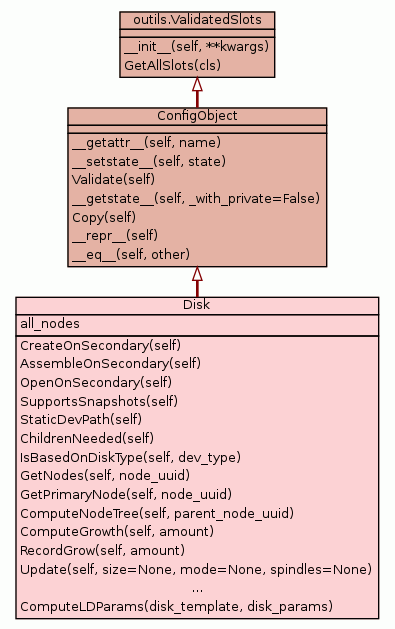 outils.ValidatedSlots
__init__(self, **kwargs)
GetAllSlots(cls)
ConfigObject
__getattr__(self, name)
__setstate__(self, state)
Validate(self)
__getstate__(self, _with_private=False)
Copy(self)
__repr__(self)
__eq__(self, other)
Disk
all_nodes
CreateOnSecondary(self)
AssembleOnSecondary(self)
OpenOnSecondary(self)
SupportsSnapshots(self)
StaticDevPath(self)
ChildrenNeeded(self)
IsBasedOnDiskType(self, dev_type)
GetNodes(self, node_uuid)
GetPrimaryNode(self, node_uuid)
ComputeNodeTree(self, parent_node_uuid)
ComputeGrowth(self, amount)
RecordGrow(self, amount)
Update(self, size=None, mode=None, spindles=None)
...
ComputeLDParams(disk_template, disk_params)